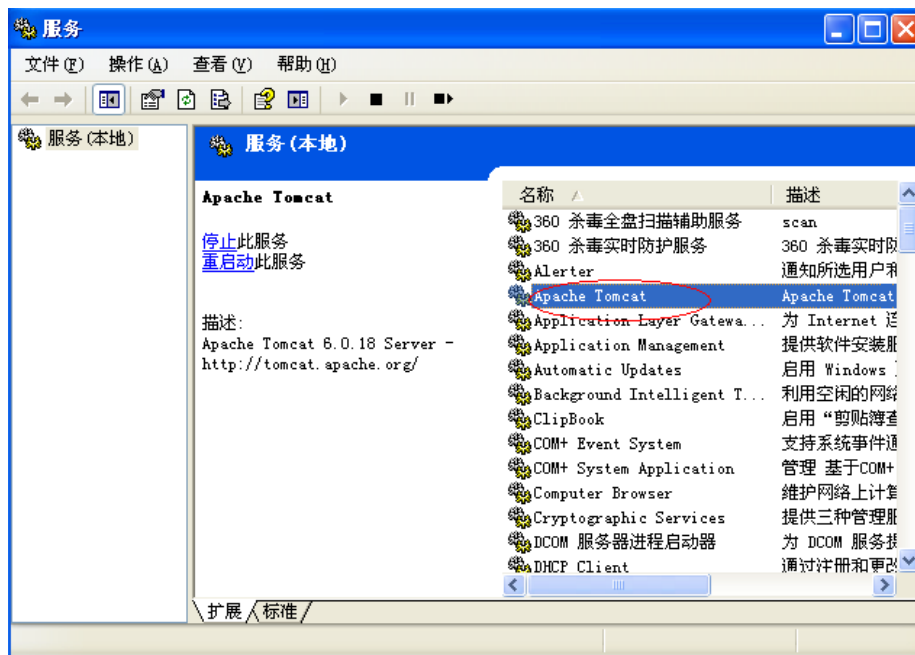 服务
文件(F) 操作(A) 查看(V) 帮助(H)
服务(本地)
服务(本地)
Apache Tomcat
停止此服务
重启动此服务
描述:
Apache Tomcat 6.0.18 Server -
http://tomcat.apache.org/
名称 描述
360 杀毒全盘扫描辅助服务 scan
360 杀毒实时防护服务 360 杀毒实时防
Alerter 通知所选用户和
Apache Tomcat Apache Tomcat
Application Layer Gatewa... 为 Internet 连
Application Management 提供软件安装服
Automatic Updates 启用 Windows
Background Intelligent T... 利用空闲的网络
ClipBook 启用“剪贴簿查
COM+ Event System 支持系统事件通
COM+ System Application 管理 基于COM+
Computer Browser 维护网络上计算
Cryptographic Services 提供三种管理服
DCOM 服务器进程启动器 为 DCOM 服务提
DHCP Client 通过注册和更改
扩展 标准